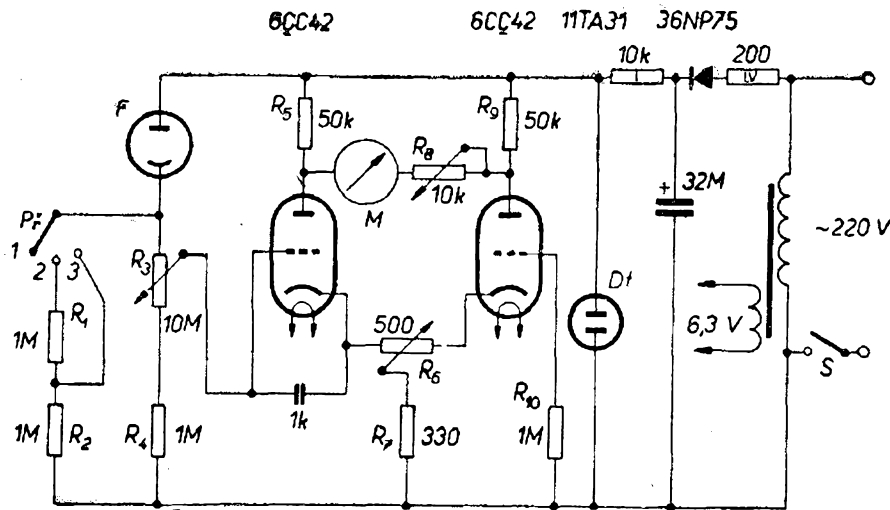 6CC42 6CC42 11TA31 36NP75
10k 200
F R5 50k R9 50k
R8
10k
M
+ 32M
~220 V
Př
1
2 3
R3
10M
R1
1M
500
R6
Dt
6,3 V
S
1k
R10
1M R2 R4 1M R7 330 1M